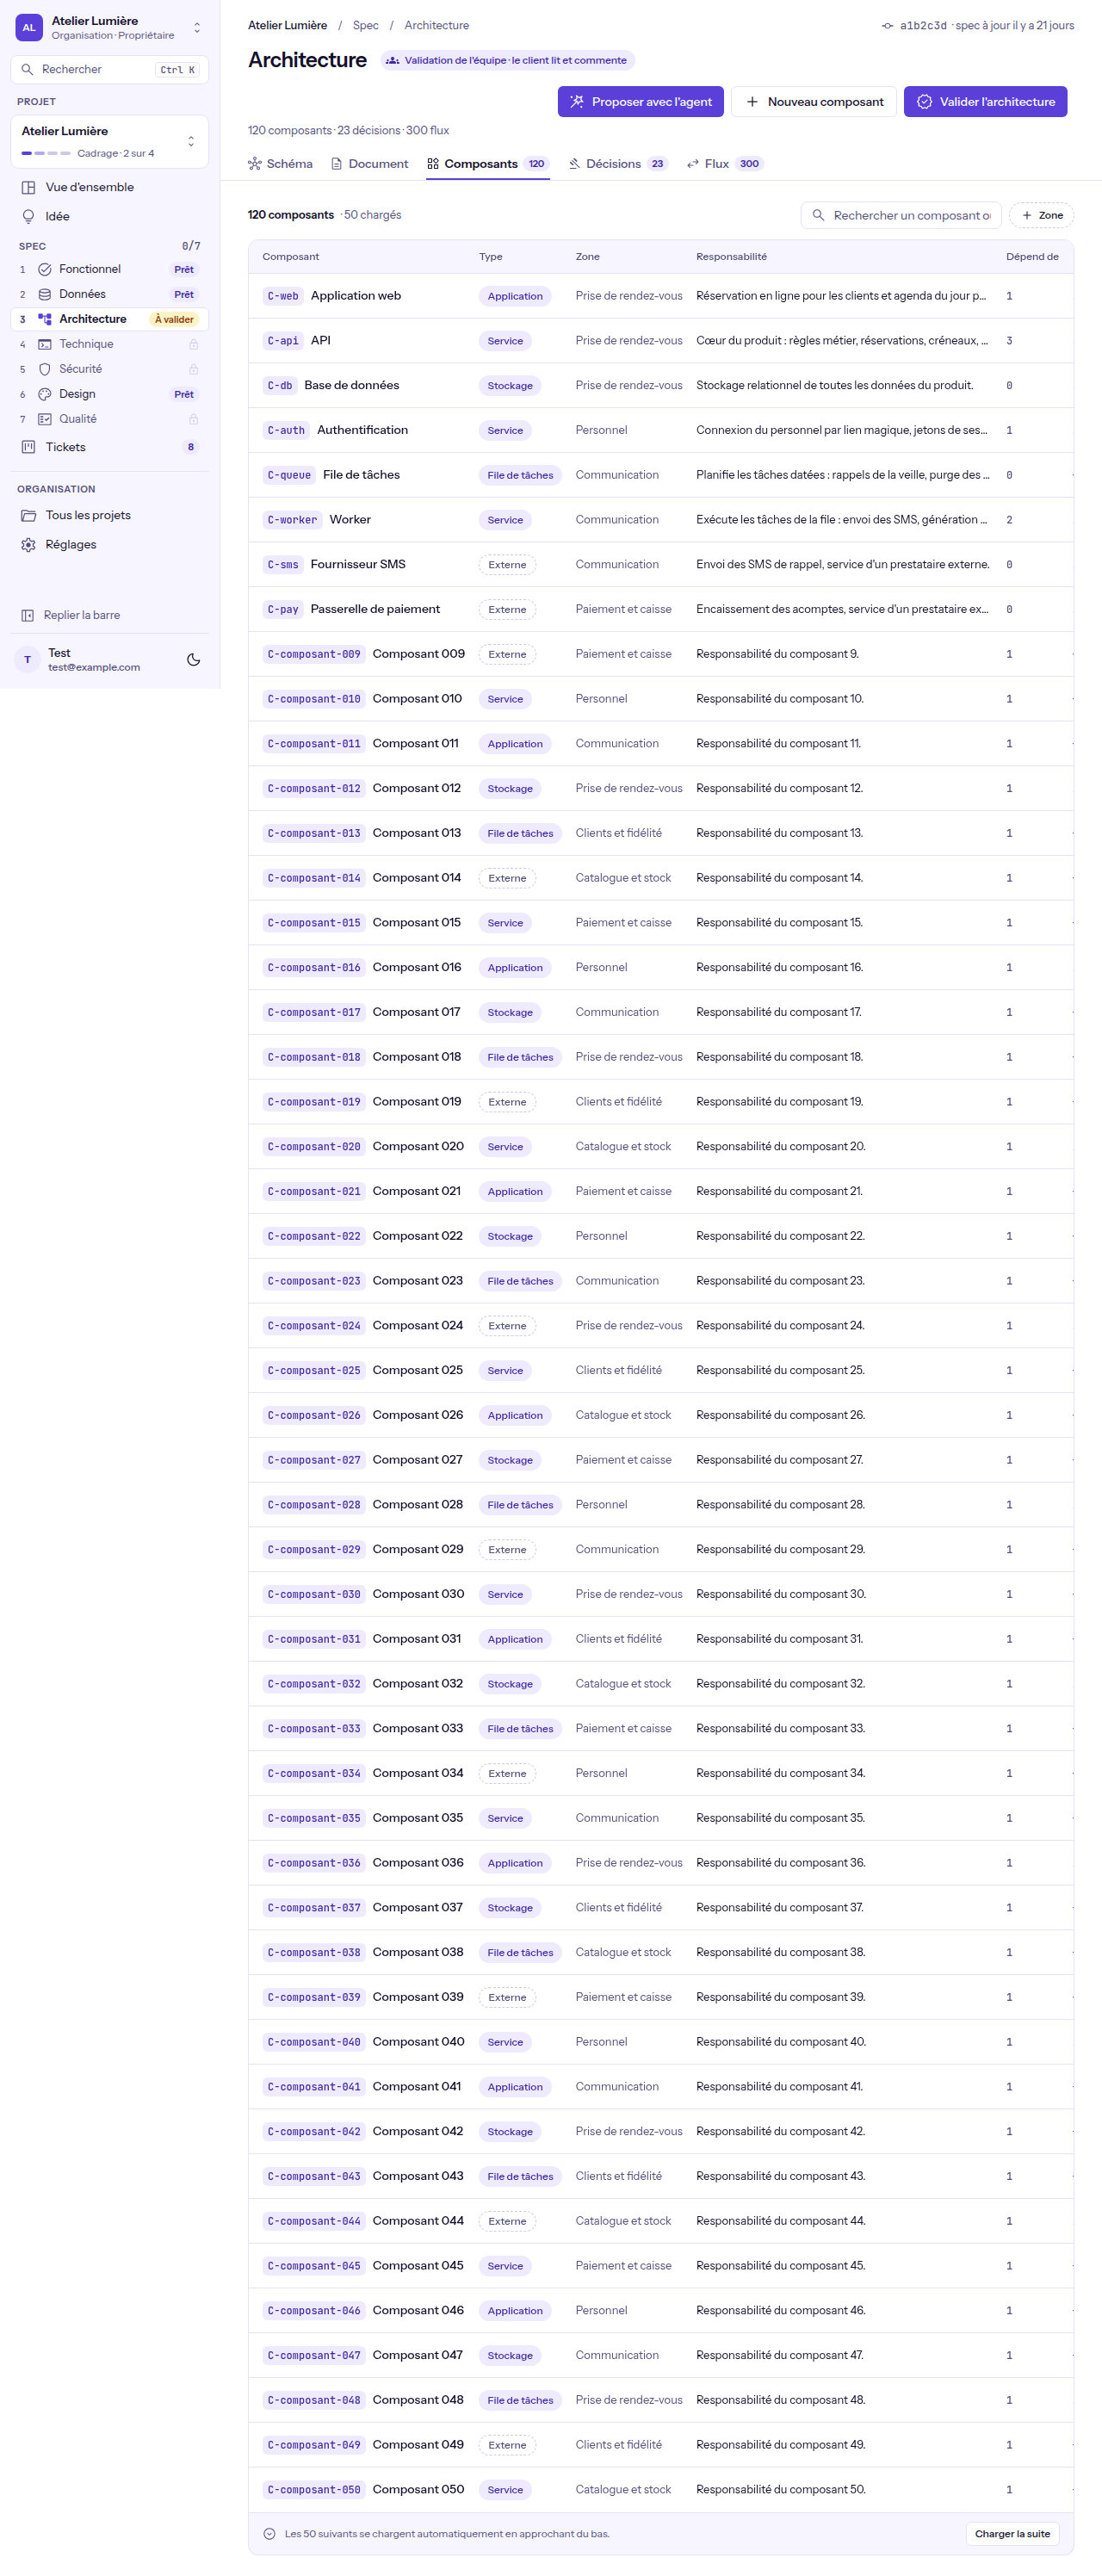 AL
Atelier Lumière
Organisation · Propriétaire
Rechercher
Ctrl K
PROJET
Atelier Lumière
Cadrage · 2 sur 4
Vue d'ensemble
Idée
SPEC 0/7
1 Fonctionnel Prêt
2 Données Prêt
3 Architecture À valider
4 Technique
5 Sécurité
6 Design Prêt
7 Qualité
Tickets 8
ORGANISATION
Tous les projets
Réglages
Replier la barre
T
Test
test@example.com
Atelier Lumière / Spec / Architecture
a1b2c3d · spec à jour il y a 21 jours
Architecture
Validation de l'équipe · le client lit et commente
Proposer avec l'agent
Nouveau composant
Valider l'architecture
120 composants · 23 décisions · 300 flux
Schéma
Document
Composants 120
Décisions 23
Flux 300
120 composants · 50 chargés
Rechercher un composant o
Zone
Composant Type Zone Responsabilité Dépend de
C-web Application web Application Prise de rendez-vous Réservation en ligne pour les clients et agenda du jour p... 1
C-api API Service Prise de rendez-vous Cœur du produit : règles métier, réservations, créneaux, ... 3
C-db Base de données Stockage Prise de rendez-vous Stockage relationnel de toutes les données du produit. 0
C-auth Authentification Service Personnel Connexion du personnel par lien magique, jetons de ses... 1
C-queue File de tâches File de tâches Communication Planifie les tâches datées : rappels de la veille, purge des ... 0
C-worker Worker Service Communication Exécute les tâches de la file : envoi des SMS, génération ... 2
C-sms Fournisseur SMS Externe Communication Envoi des SMS de rappel, service d'un prestataire externe. 0
C-pay Passerelle de paiement Externe Paiement et caisse Encaissement des acomptes, service d'un prestataire ex... 0
C-composant-009 Composant 009 Externe Paiement et caisse Responsabilité du composant 9. 1
C-composant-010 Composant 010 Service Personnel Responsabilité du composant 10. 1
C-composant-011 Composant 011 Application Communication Responsabilité du composant 11. 1
C-composant-012 Composant 012 Stockage Prise de rendez-vous Responsabilité du composant 12. 1
C-composant-013 Composant 013 File de tâches Clients et fidélité Responsabilité du composant 13. 1
C-composant-014 Composant 014 Externe Catalogue et stock Responsabilité du composant 14. 1
C-composant-015 Composant 015 Service Paiement et caisse Responsabilité du composant 15. 1
C-composant-016 Composant 016 Application Personnel Responsabilité du composant 16. 1
C-composant-017 Composant 017 Stockage Communication Responsabilité du composant 17. 1
C-composant-018 Composant 018 File de tâches Prise de rendez-vous Responsabilité du composant 18. 1
C-composant-019 Composant 019 Externe Clients et fidélité Responsabilité du composant 19. 1
C-composant-020 Composant 020 Service Catalogue et stock Responsabilité du composant 20. 1
C-composant-021 Composant 021 Application Paiement et caisse Responsabilité du composant 21. 1
C-composant-022 Composant 022 Stockage Personnel Responsabilité du composant 22. 1
C-composant-023 Composant 023 File de tâches Communication Responsabilité du composant 23. 1
C-composant-024 Composant 024 Externe Prise de rendez-vous Responsabilité du composant 24. 1
C-composant-025 Composant 025 Service Clients et fidélité Responsabilité du composant 25. 1
C-composant-026 Composant 026 Application Catalogue et stock Responsabilité du composant 26. 1
C-composant-027 Composant 027 Stockage Paiement et caisse Responsabilité du composant 27. 1
C-composant-028 Composant 028 File de tâches Personnel Responsabilité du composant 28. 1
C-composant-029 Composant 029 Externe Communication Responsabilité du composant 29. 1
C-composant-030 Composant 030 Service Prise de rendez-vous Responsabilité du composant 30. 1
C-composant-031 Composant 031 Application Clients et fidélité Responsabilité du composant 31. 1
C-composant-032 Composant 032 Stockage Catalogue et stock Responsabilité du composant 32. 1
C-composant-033 Composant 033 File de tâches Paiement et caisse Responsabilité du composant 33. 1
C-composant-034 Composant 034 Externe Personnel Responsabilité du composant 34. 1
C-composant-035 Composant 035 Service Communication Responsabilité du composant 35. 1
C-composant-036 Composant 036 Application Prise de rendez-vous Responsabilité du composant 36. 1
C-composant-037 Composant 037 Stockage Clients et fidélité Responsabilité du composant 37. 1
C-composant-038 Composant 038 File de tâches Catalogue et stock Responsabilité du composant 38. 1
C-composant-039 Composant 039 Externe Paiement et caisse Responsabilité du composant 39. 1
C-composant-040 Composant 040 Service Personnel Responsabilité du composant 40. 1
C-composant-041 Composant 041 Application Communication Responsabilité du composant 41. 1
C-composant-042 Composant 042 Stockage Prise de rendez-vous Responsabilité du composant 42. 1
C-composant-043 Composant 043 File de tâches Clients et fidélité Responsabilité du composant 43. 1
C-composant-044 Composant 044 Externe Catalogue et stock Responsabilité du composant 44. 1
C-composant-045 Composant 045 Service Paiement et caisse Responsabilité du composant 45. 1
C-composant-046 Composant 046 Application Personnel Responsabilité du composant 46. 1
C-composant-047 Composant 047 Stockage Communication Responsabilité du composant 47. 1
C-composant-048 Composant 048 File de tâches Prise de rendez-vous Responsabilité du composant 48. 1
C-composant-049 Composant 049 Externe Clients et fidélité Responsabilité du composant 49. 1
C-composant-050 Composant 050 Service Catalogue et stock Responsabilité du composant 50. 1
Les 50 suivants se chargent automatiquement en approchant du bas.
Charger la suite